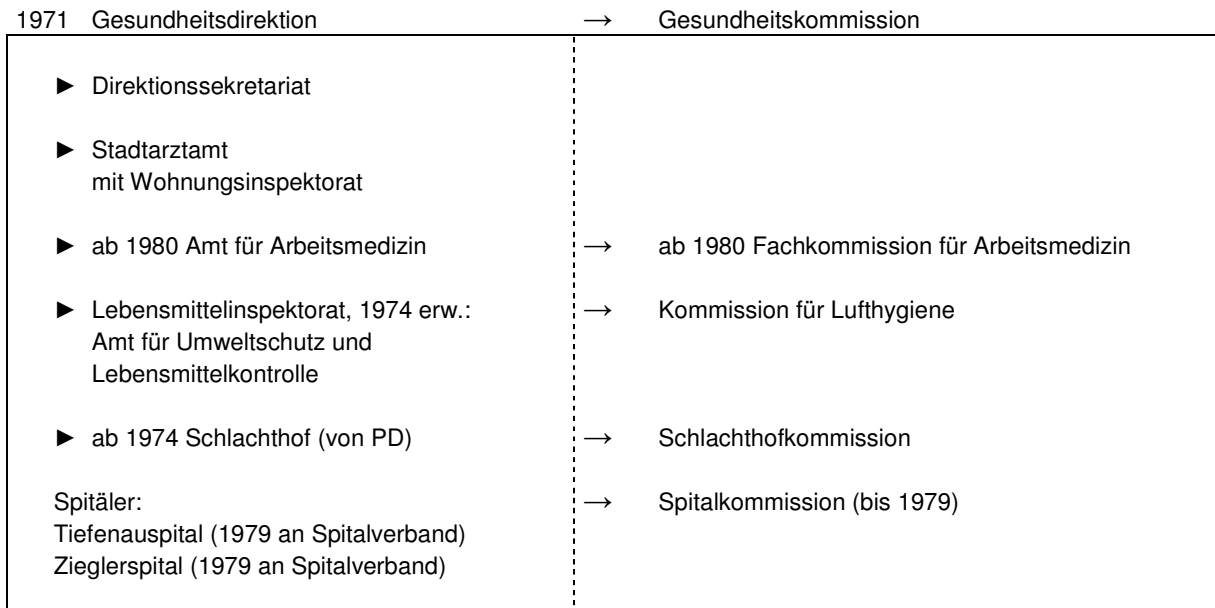 1971 Gesundheitsdirektion → Gesundheitskommission
► Direktionssekretariat
► Stadtarztamt
mit Wohnungsinspektorat
► ab 1980 Amt für Arbeitsmedizin → ab 1980 Fachkommission für Arbeitsmedizin
► Lebensmittelinspektorat, 1974 erw.: → Kommission für Lufthygiene
Amt für Umweltschutz und
Lebensmittelkontrolle
► ab 1974 Schlachthof (von PD) → Schlachthofkommission
Spitäler: → Spitalkommission (bis 1979)
Tiefenauspital (1979 an Spitalverband)
Zieglerspital (1979 an Spitalverband)